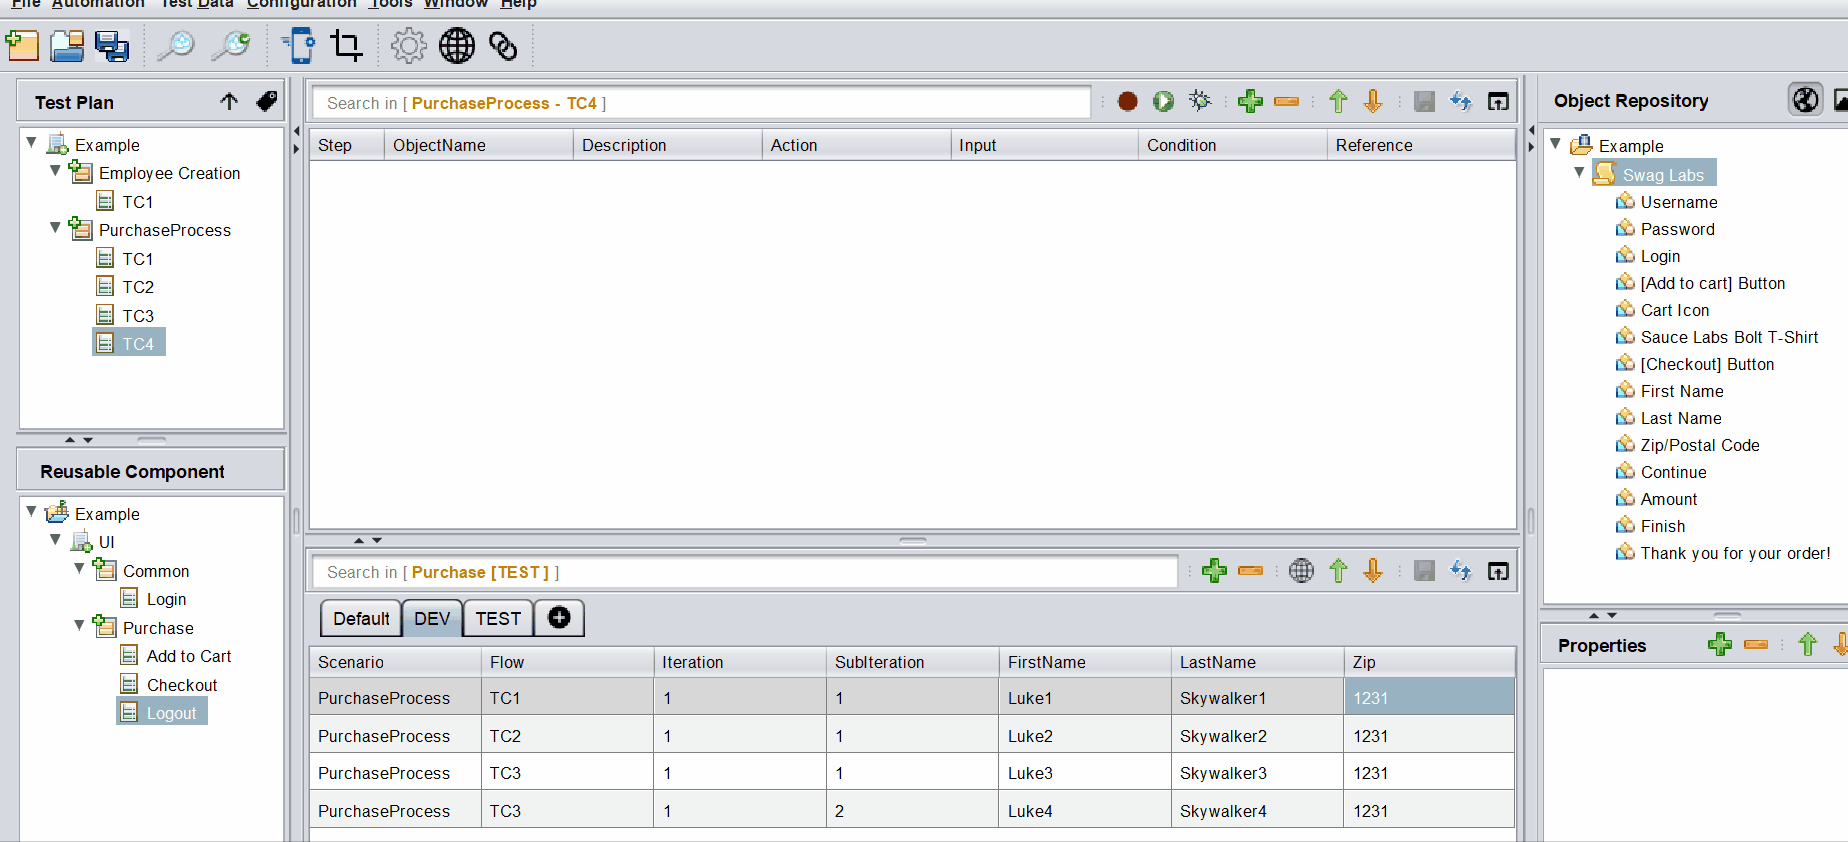 File Automation Test Data Configuration Tools Window Help
Test Plan
Example
Employee Creation
TC1
PurchaseProcess
TC1
TC2
TC3
TC4
Reusable Component
Example
UI
Common
Login
Purchase
Add to Cart
Checkout
Logout
Search in [ PurchaseProcess - TC4 ]
Step ObjectName Description Action Input Condition Reference
Search in [ Purchase [TEST ] ]
Default DEV TEST
Scenario Flow Iteration SubIteration FirstName LastName Zip
PurchaseProcess TC1 1 1 Luke1 Skywalker1 1231
PurchaseProcess TC2 1 1 Luke2 Skywalker2 1231
PurchaseProcess TC3 1 1 Luke3 Skywalker3 1231
PurchaseProcess TC3 1 2 Luke4 Skywalker4 1231
Object Repository
Example
Swag Labs
Username
Password
Login
[Add to cart] Button
Cart Icon
Sauce Labs Bolt T-Shirt
[Checkout] Button
First Name
Last Name
Zip/Postal Code
Continue
Amount
Finish
Thank you for your order!
Properties